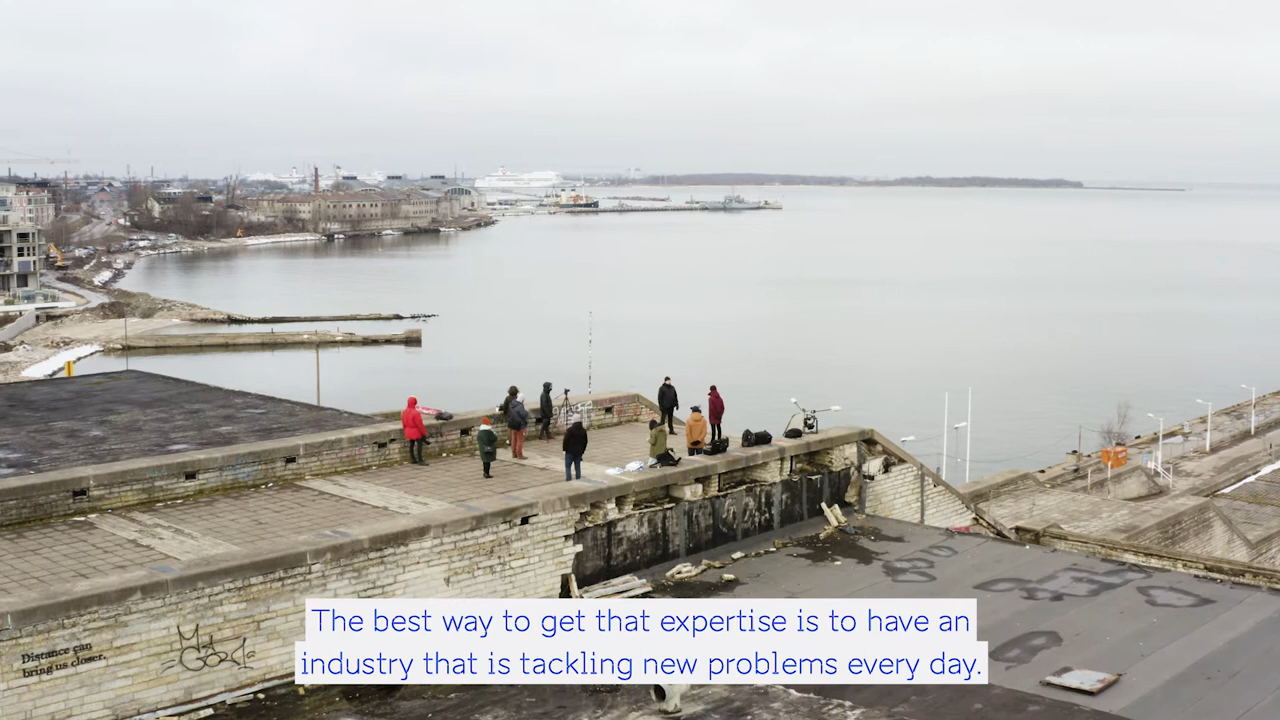 Distance can
bring us closer.
The best way to get that expertise is to have an
industry that is tackling new problems every day.